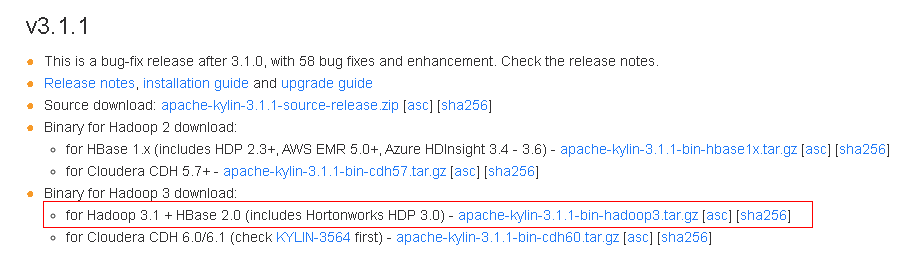 v3.1.1
This is a bug-fix release after 3.1.0, with 58 bug fixes and enhancement. Check the release notes.
Release notes, installation guide and upgrade guide
Source download: apache-kylin-3.1.1-source-release.zip [asc] [sha256]
Binary for Hadoop 2 download:
for HBase 1.x (includes HDP 2.3+, AWS EMR 5.0+, Azure HDInsight 3.4 - 3.6) - apache-kylin-3.1.1-bin-hbase1x.tar.gz [asc] [sha256]
for Cloudera CDH 5.7+ - apache-kylin-3.1.1-bin-cdh57.tar.gz [asc] [sha256]
Binary for Hadoop 3 download:
for Hadoop 3.1 + HBase 2.0 (includes Hortonworks HDP 3.0) - apache-kylin-3.1.1-bin-hadoop3.tar.gz [asc] [sha256]
for Cloudera CDH 6.0/6.1 (check KYLIN-3564 first) - apache-kylin-3.1.1-bin-cdh60.tar.gz [asc] [sha256]